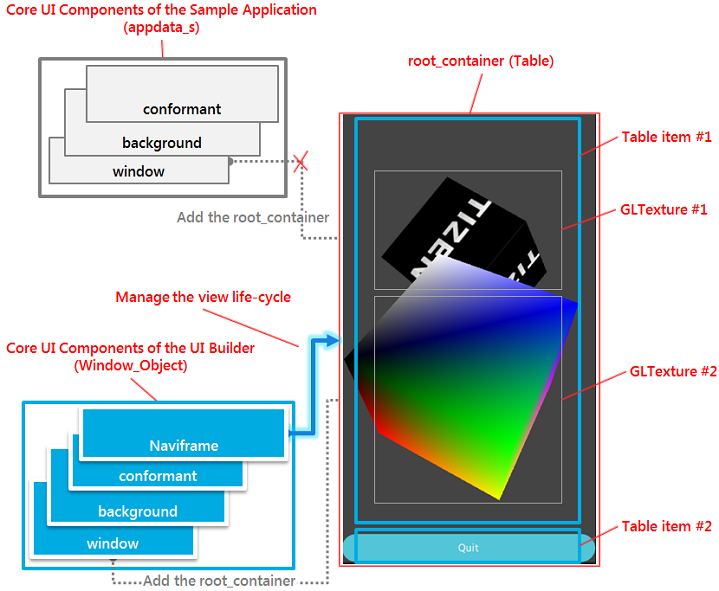 Core UI Components of the Sample Application
(appdata_s)
conformant
background
window
Add the root_container
root_container (Table)
Table item #1
GLTexture #1
TIZEN
TIZEN
Manage the view life-cycle
Core UI Components of the UI Builder
(Window_Object)
GLTexture #2
Naviframe
conformant
background
window
Add the root_container
Table item #2
Quit